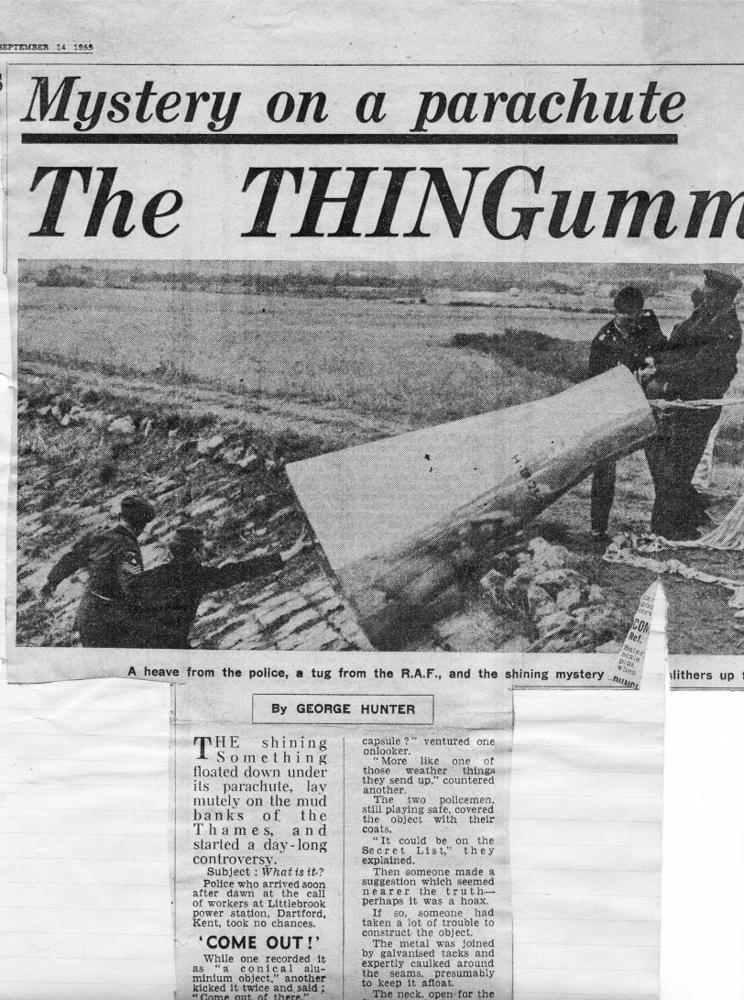 SEPTEMBER 14 1965
Mystery on a parachute
The THINGumm
A heave from the police, a tug from the R.A.F., and the shining mystery
slithers up
COM
Ref.
Salar
scale
plus
when
By GEORGE HUNTER
THE shining
Something
floated down under
its parachute, lay
mutely on the mud
banks of the
Thames, and
started a day-long
controversy.
Subject : What is it?
Police who arrived soon
after dawn at the call
of workers at Littlebrook
power station, Dartford,
Kent, took no chances.
'COME OUT!'
While one recorded it
as "a conical alu-
minium object," another
kicked it twice and said ;
"Come out of there."
capsule?" ventured one
onlooker.
"More like one of
those weather things
they send up," countered
another.
The two policemen,
still playing safe, covered
the object with their
coats.
"It could be on the
Secret List," they
explained.
Then someone made a
suggestion which seemed
nearer the truth—
perhaps it was a hoax.
If so, someone had
taken a lot of trouble to
construct the object.
The metal was joined
by galvanised tacks and
expertly caulked around
the seams, presumably
to keep it afloat.
The neck, open for the